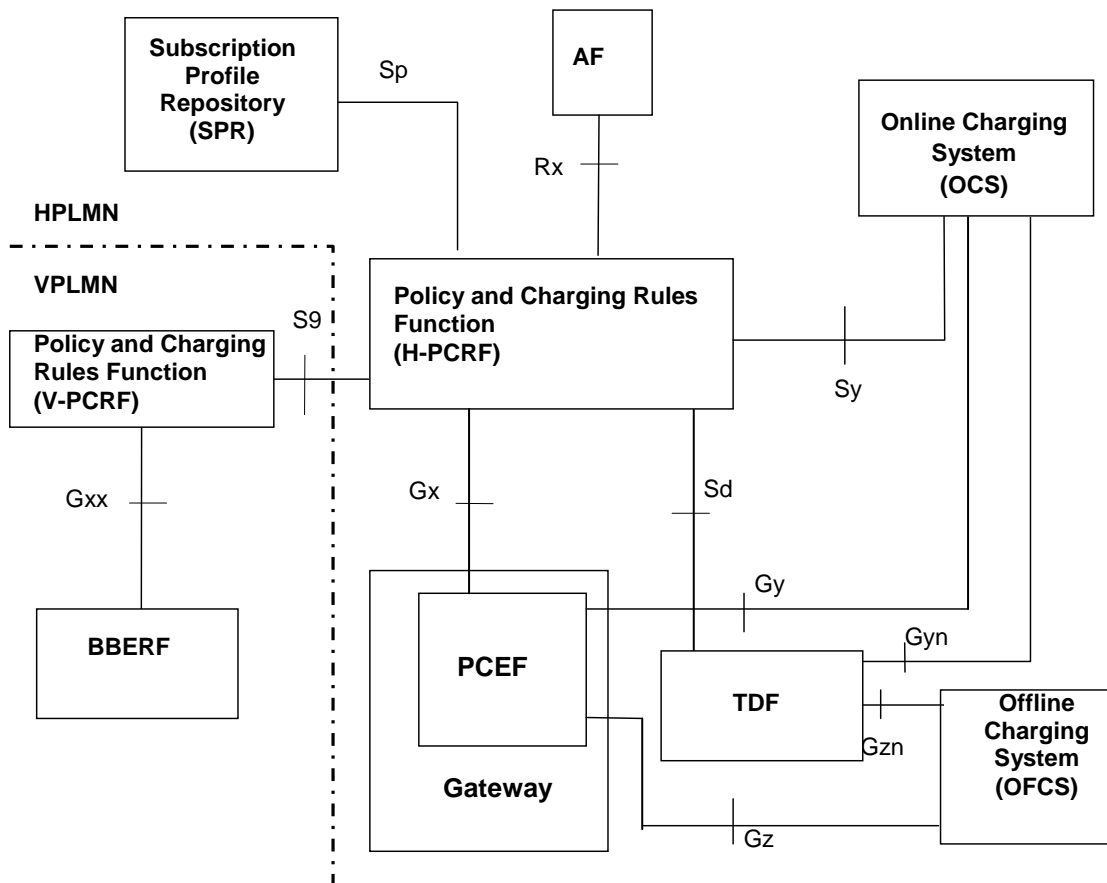 Subscription
Profile
Repository
(SPR)
Sp
AF
Rx
Online Charging
System
(OCS)
HPLMN
VPLMN
S9
Policy and Charging
Rules Function
(V-PCRF)
Policy and Charging Rules
Function
(H-PCRF)
Sy
Gxx
Gx
Sd
BBERF
Gy
Gyn
PCEF
TDF
Gzn
Offline
Charging
System
(OFCS)
Gateway
Gz